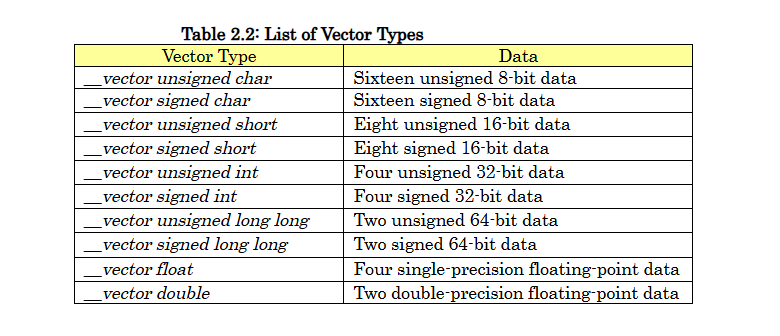 Table 2.2: List of Vector Types
Vector Type Data
__vector unsigned char Sixteen unsigned 8-bit data
__vector signed char Sixteen signed 8-bit data
__vector unsigned short Eight unsigned 16-bit data
__vector signed short Eight signed 16-bit data
__vector unsigned int Four unsigned 32-bit data
__vector signed int Four signed 32-bit data
__vector unsigned long long Two unsigned 64-bit data
__vector signed long long Two signed 64-bit data
__vector float Four single-precision floating-point data
__vector double Two double-precision floating-point data